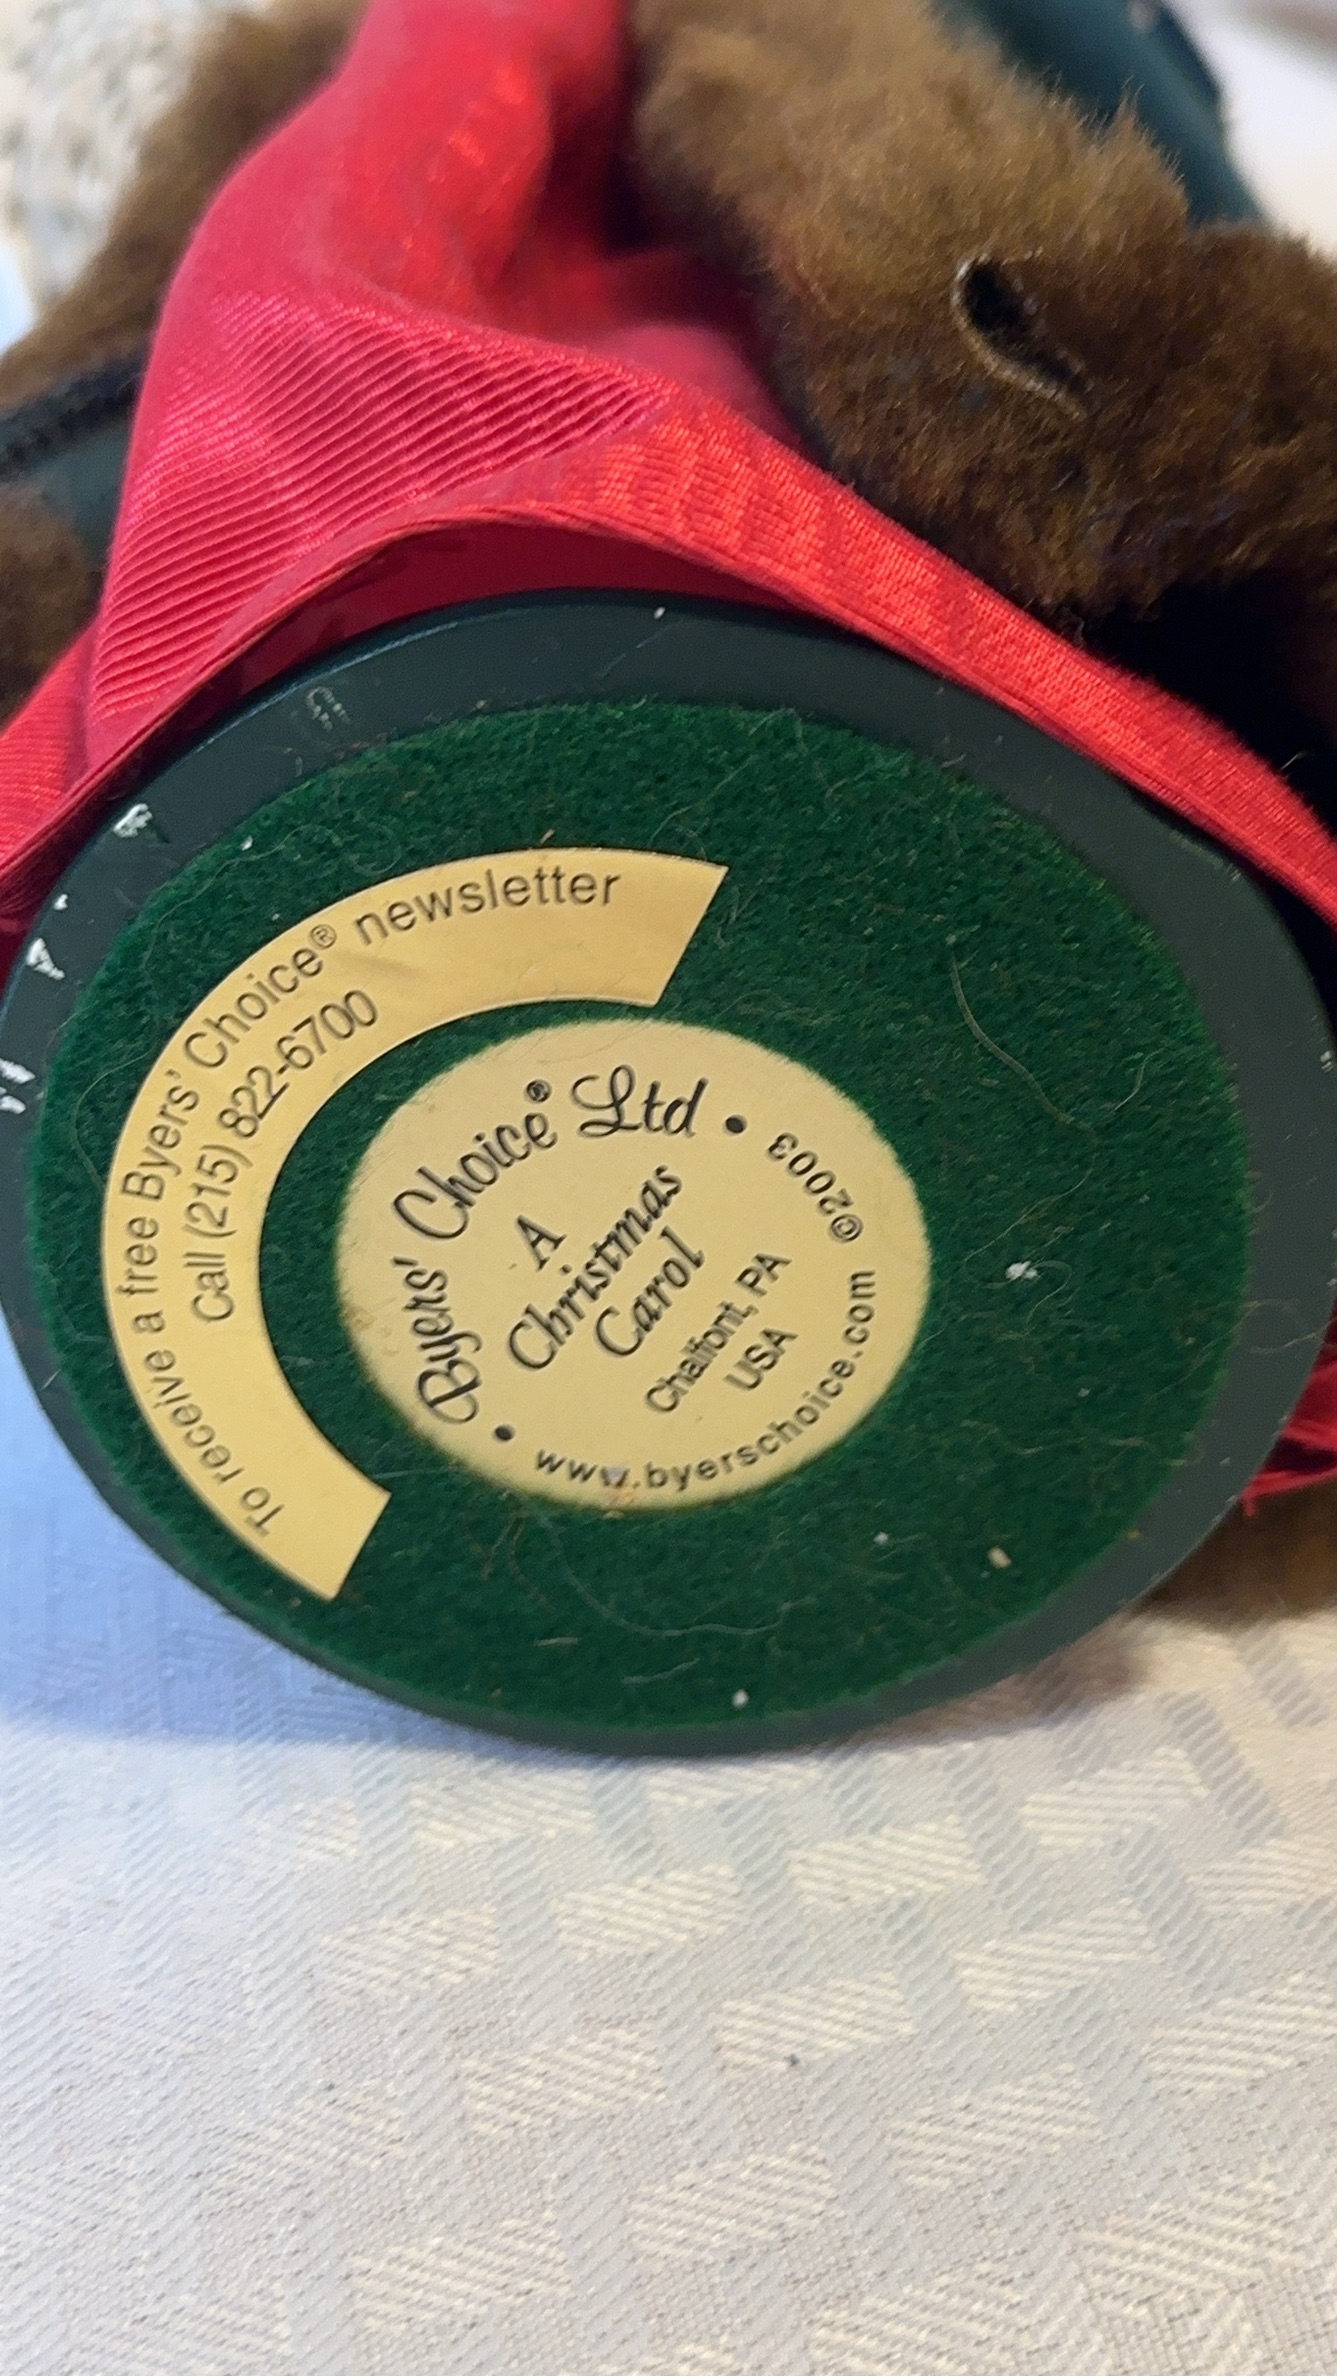 To receive a free Byers' Choice® newsletter
Call (215) 822-6700
• Byers' Choice® Ltd •
A
Christmas
Carol
Chalfont, PA
USA
www.byerschoice.com ©2003